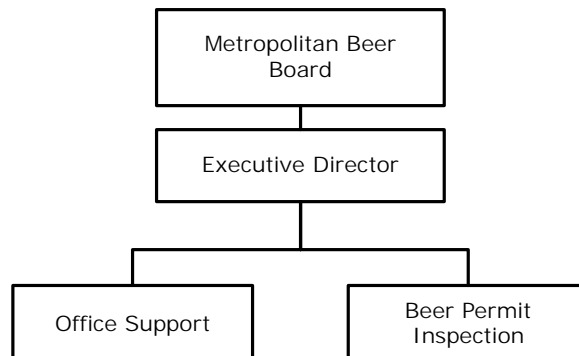 Metropolitan Beer
Board
Executive Director
Office Support
Beer Permit
Inspection